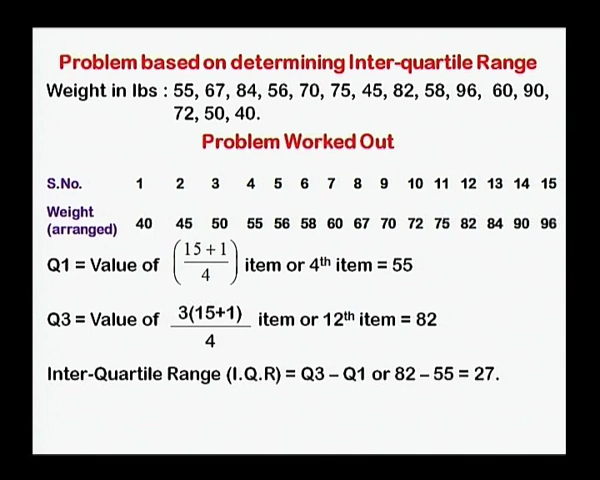 Problem based on determining Inter-quartile Range
Weight in lbs : 55, 67, 84, 56, 70, 75, 45, 82, 58, 96, 60, 90,
72, 50, 40.
Problem Worked Out
S.No. 1 2 3 4 5 6 7 8 9 10 11 12 13 14 15
Weight
(arranged) 40 45 50 55 56 58 60 67 70 72 75 82 84 90 96
Q1 = Value of (15 + 1 / 4) item or 4th item = 55
Q3 = Value of 3(15+1) / 4 item or 12th item = 82
Inter-Quartile Range (I.Q.R) = Q3 – Q1 or 82 – 55 = 27.